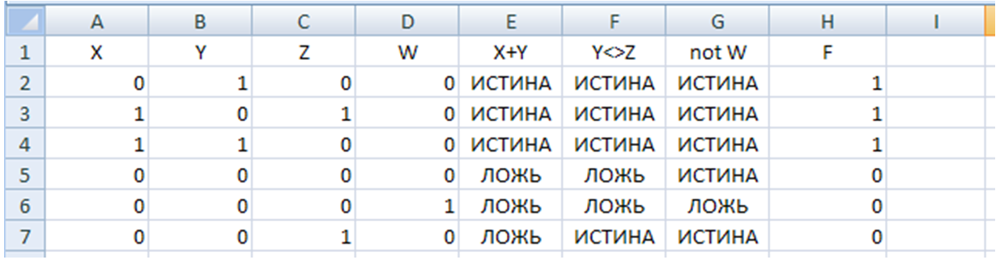 A B C D E F G H I
1 X Y Z W X+Y Y<>Z not W F
2 0 1 0 0 ИСТИНА ИСТИНА ИСТИНА 1
3 1 0 1 0 ИСТИНА ИСТИНА ИСТИНА 1
4 1 1 0 0 ИСТИНА ИСТИНА ИСТИНА 1
5 0 0 0 0 ЛОЖЬ ЛОЖЬ ИСТИНА 0
6 0 0 0 1 ЛОЖЬ ЛОЖЬ ЛОЖЬ 0
7 0 0 1 0 ЛОЖЬ ИСТИНА ИСТИНА 0